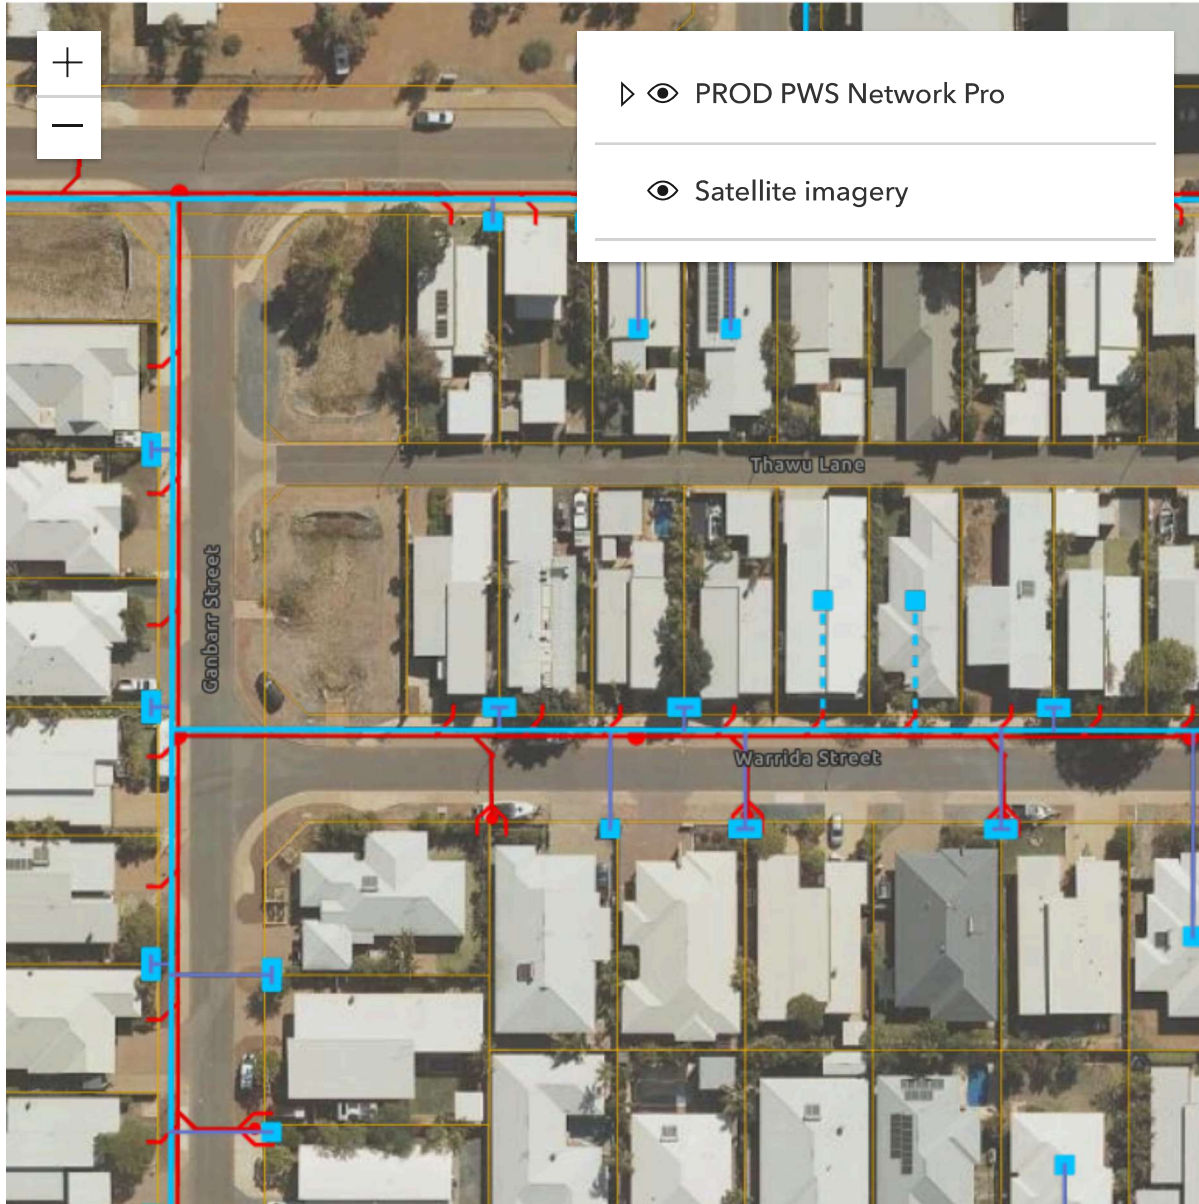 PROD PWS Network Pro
Satellite imagery
Thawu Lane
Ganbarr Street
Warrida Street